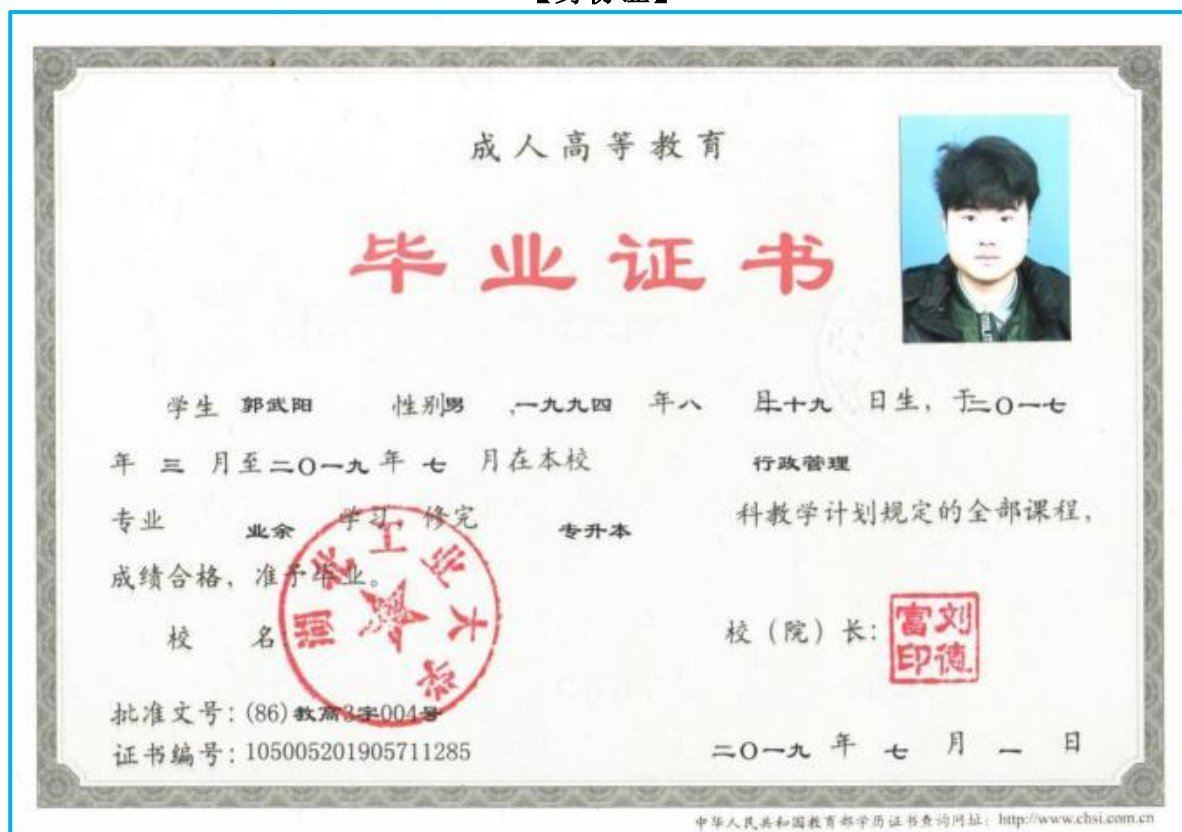 成人高等教育
毕业证书
学生 郭武阳 性别男 ,一九九四 年八 月二十九 日生，于二〇一七
年 三 月至二〇一九年 七 月在本校 行政管理
专业 业余 学习 修完 专升本 科教学计划规定的全部课程，
成绩合格，准予毕业。
湖北工业大学
校 名: 校（院）长: 刘德富印
批准文号: (86)教高3字004号
证书编号: 105005201905711285 二〇一九 年 七 月 一 日
中华人民共和国教育部学历证书查询网址: http://www.chsi.com.cn